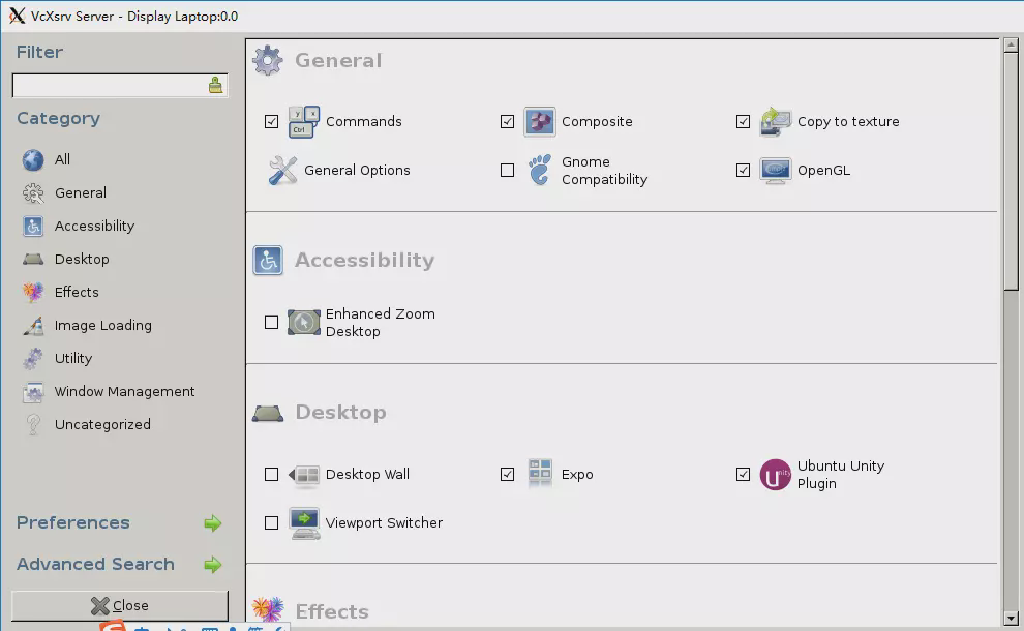 VcXsrv Server - Display Laptop:0.0
Filter
Category
All
General
Accessibility
Desktop
Effects
Image Loading
Utility
Window Management
Uncategorized
Preferences
Advanced Search
Close
General
Commands
Composite
Copy to texture
General Options
Gnome
Compatibility
OpenGL
Accessibility
Enhanced Zoom
Desktop
Desktop
Desktop Wall
Expo
Ubuntu Unity
Plugin
Viewport Switcher
Effects